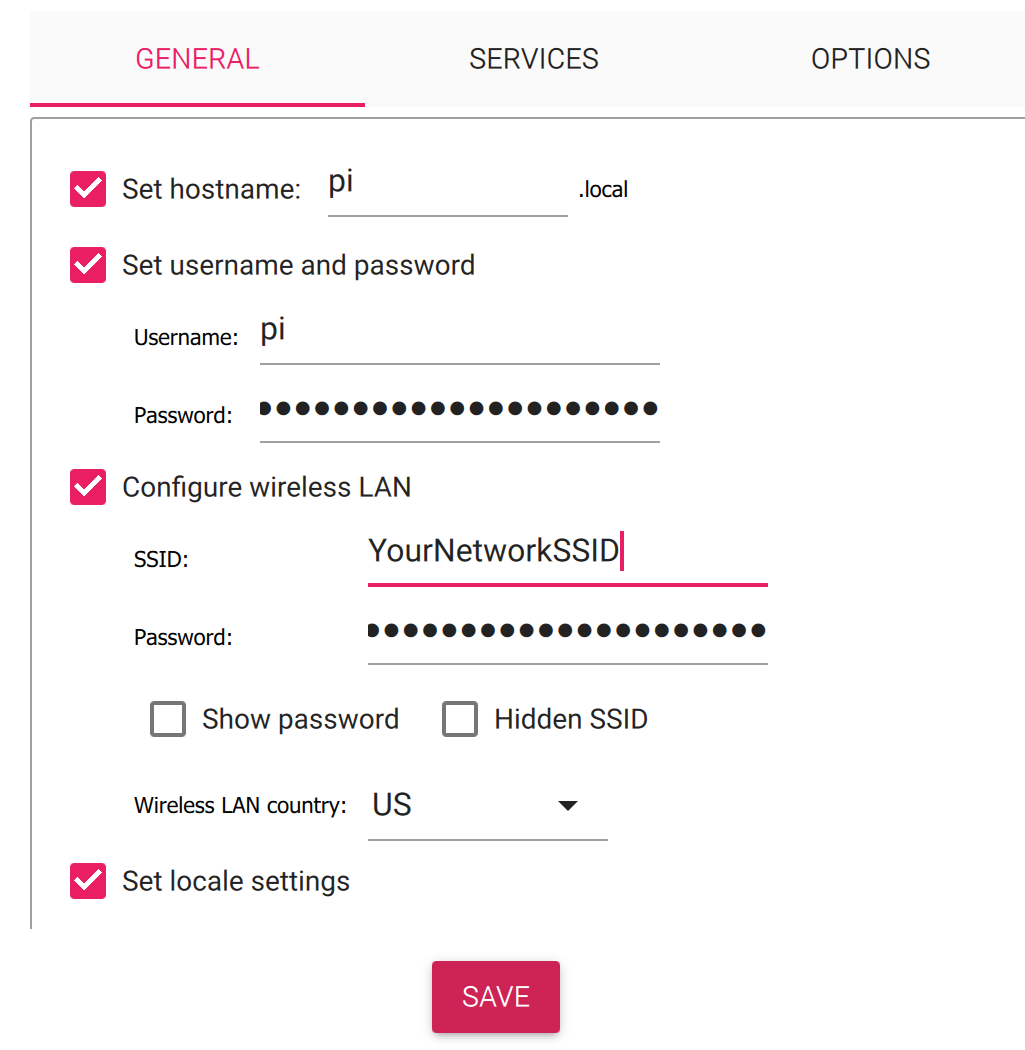 GENERAL SERVICES OPTIONS
Set hostname: pi .local
Set username and password
Username: pi
Password: ●●●●●●●●●●●●●●●●●●●●●
Configure wireless LAN
SSID: YourNetworkSSID
Password: ●●●●●●●●●●●●●●●●●●●●●
Show password Hidden SSID
Wireless LAN country: US
Set locale settings
SAVE